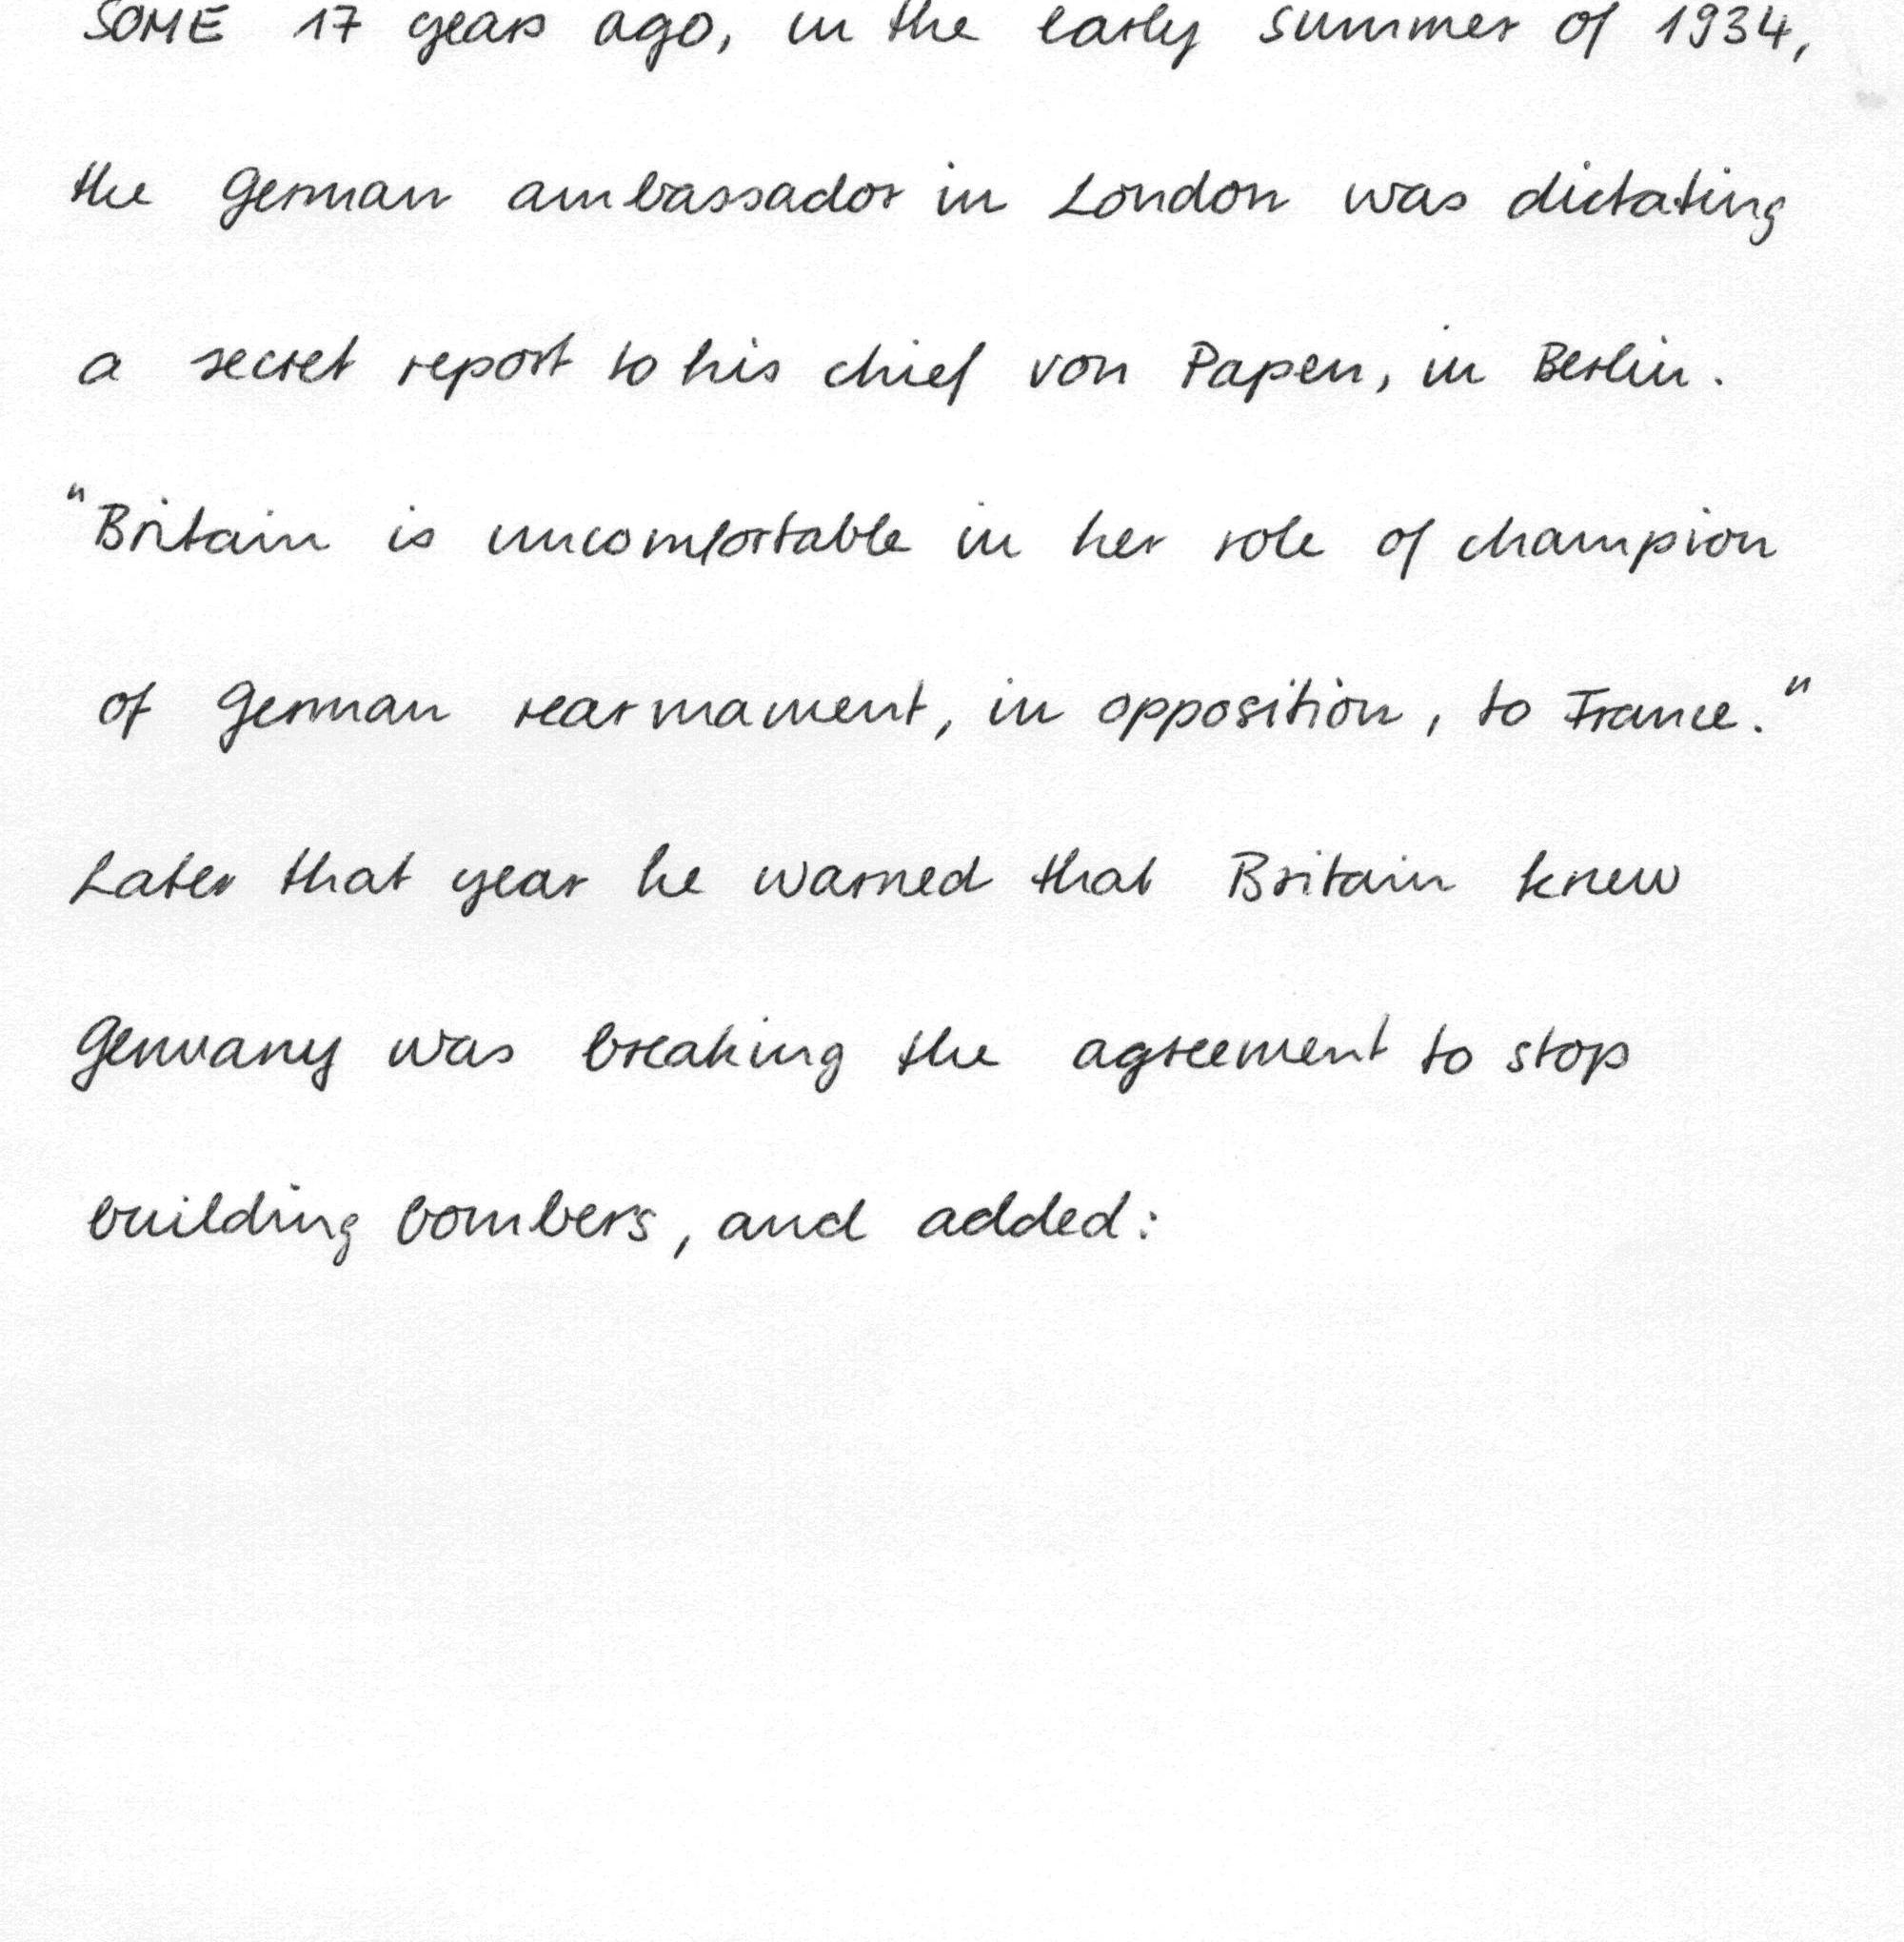 SOME 17 years ago, in the early summer of 1934,
the German ambassador in London was dictating
a secret report to his chief von Papen, in Berlin.
"Britain is uncomfortable in her role of champion
of German rearmament, in opposition, to France."
Later that year he warned that Britain knew
Germany was breaking the agreement to stop
building bombers, and added: